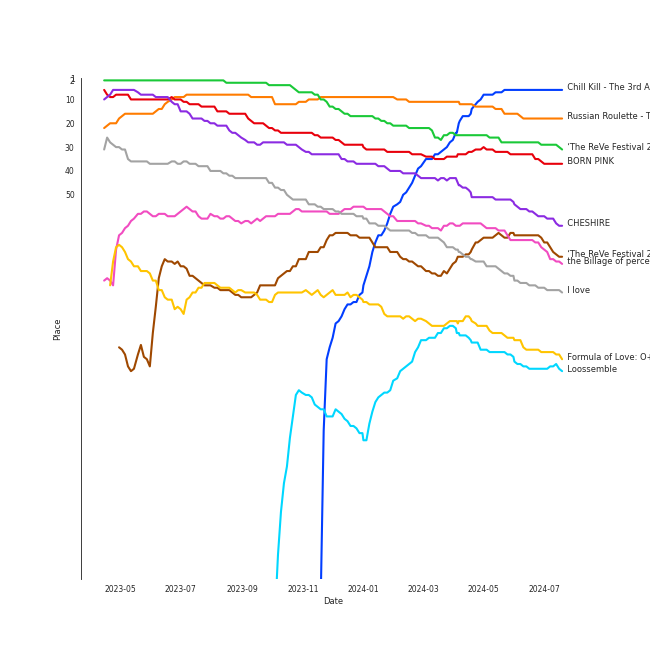 1
2
10
20
30
40
50
Place
Chill Kill - The 3rd A
Russian Roulette - T
'The ReVe Festival 2
BORN PINK
CHESHIRE
'The ReVe Festival 2
the Billage of perce
I love
Formula of Love: O+
Loossemble
2023-05
2023-07
2023-09
2023-11
2024-01
2024-03
2024-05
2024-07
Date